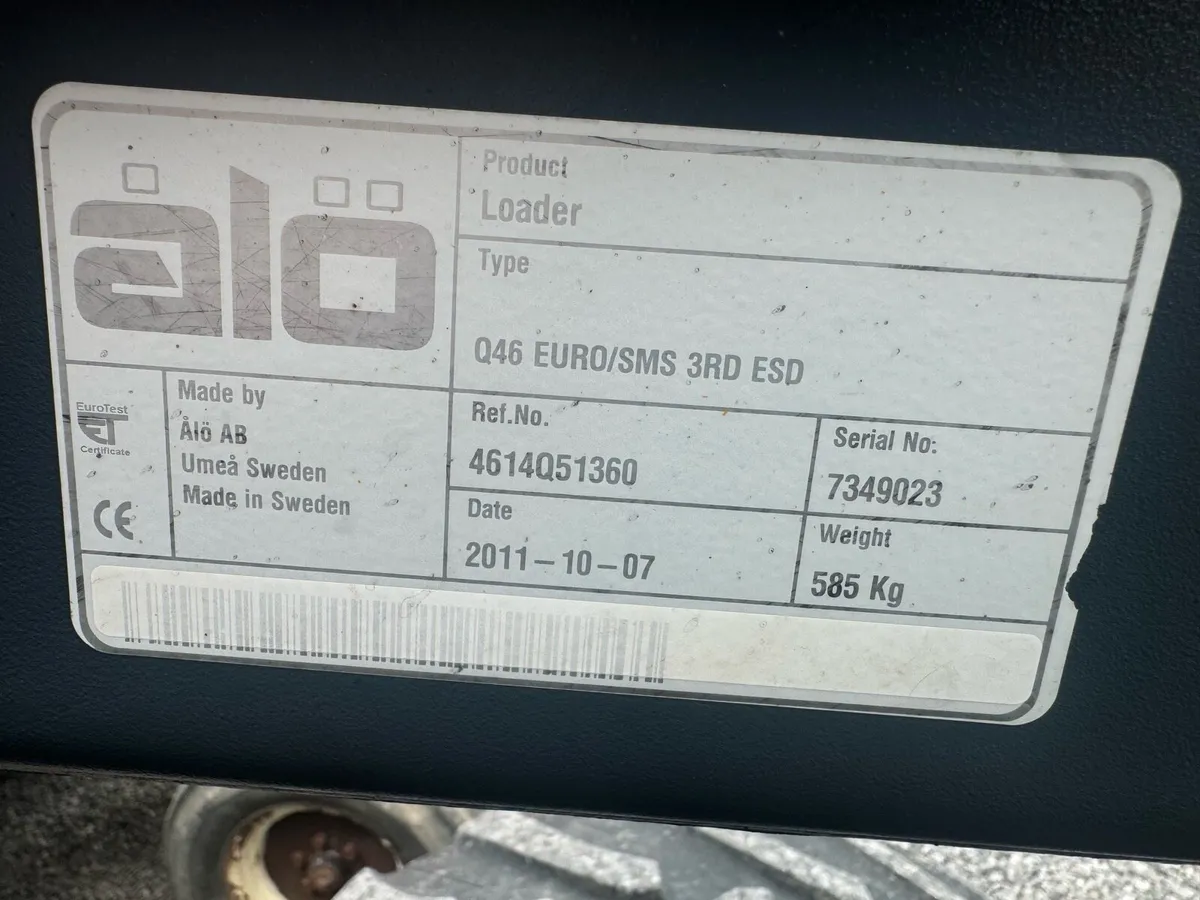 ålö
Product
Loader
Type
Q46 EURO/SMS 3RD ESD
EuroTest
ET
Certificate
CE
Made by
Ålö AB
Umeå Sweden
Made in Sweden
Ref.No.
4614Q51360
Serial No:
7349023
Date
2011-10-07
Weight
585 Kg